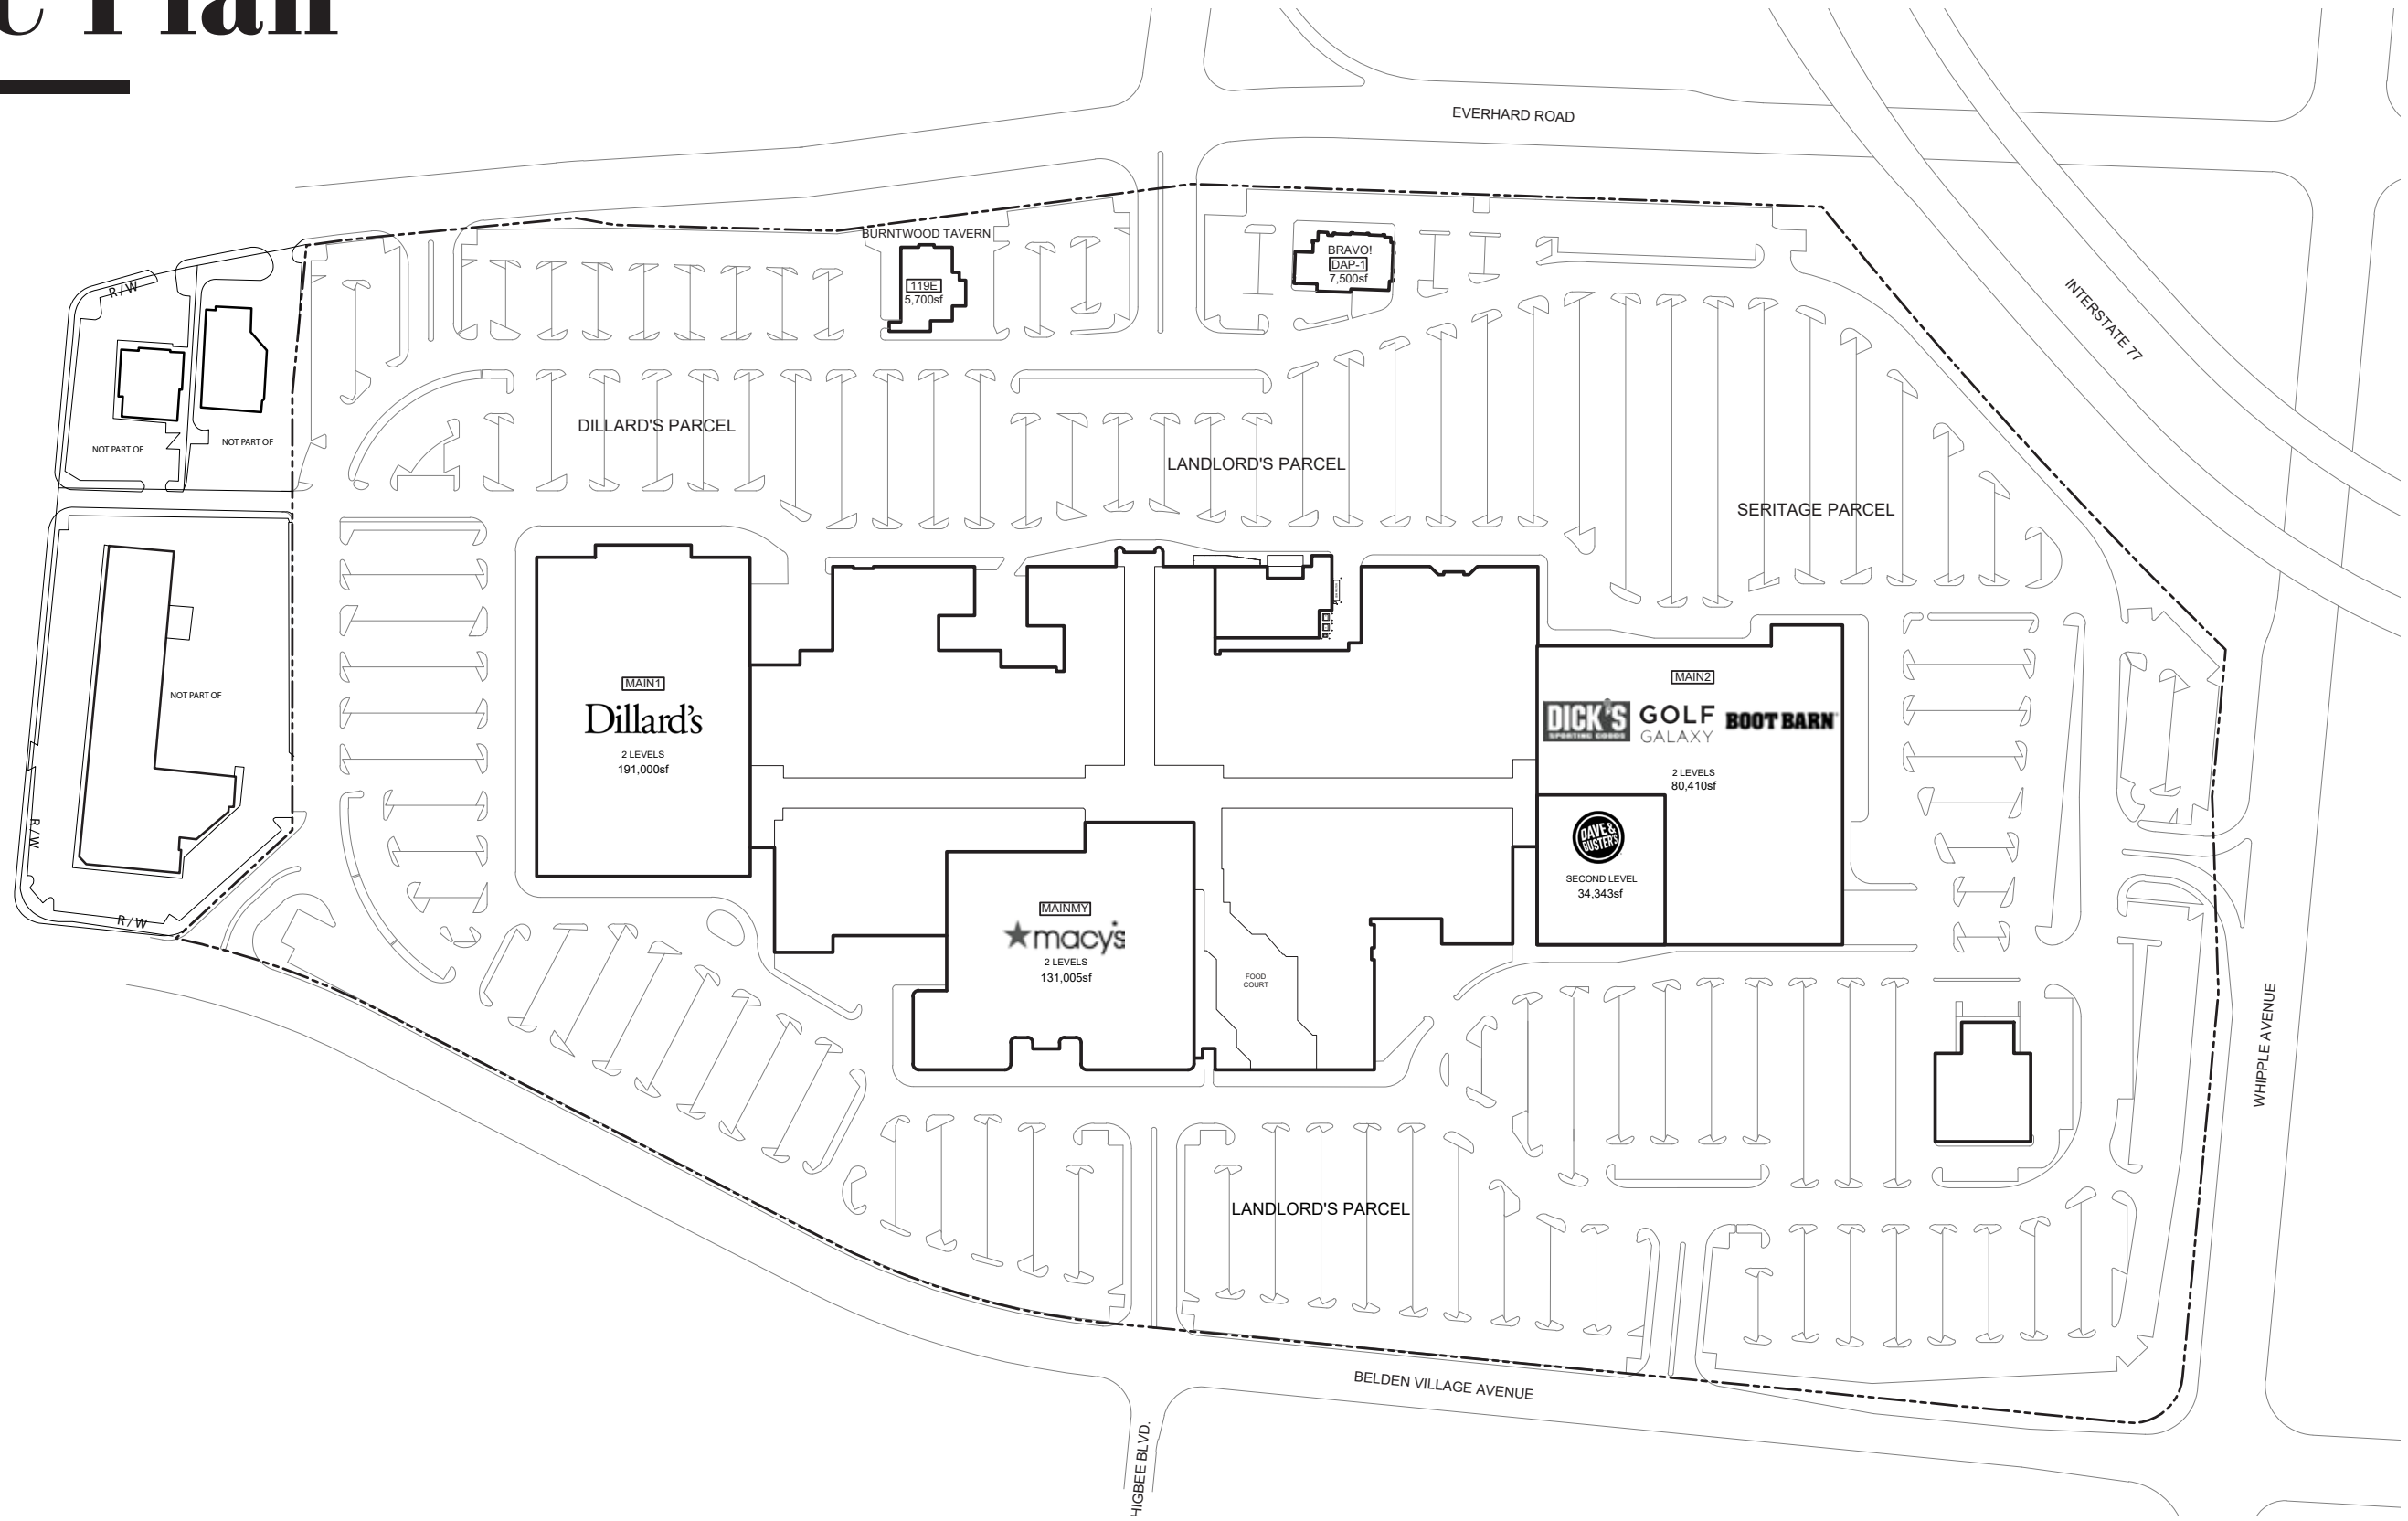 Plan
EVERHARD ROAD
BURNTWOOD TAVERN
119E
5,700sf
BRAVO!
DAP-1
7,500sf
INTERSTATE 77
R/W
NOT PART OF
NOT PART OF
DILLARD'S PARCEL
LANDLORD'S PARCEL
SERITAGE PARCEL
NOT PART OF
R/W
R/W
MAIN1
Dillard's
2 LEVELS
191,000sf
MAIN2
DICK'S
SPORTING GOODS
GOLF
GALAXY
BOOT BARN
2 LEVELS
80,410sf
DAVE &
BUSTER'S
SECOND LEVEL
34,343sf
MAINMY
macy's
2 LEVELS
131,005sf
FOOD
COURT
WHIPPLE AVENUE
LANDLORD'S PARCEL
BELDEN VILLAGE AVENUE
HIGBEE BLVD.